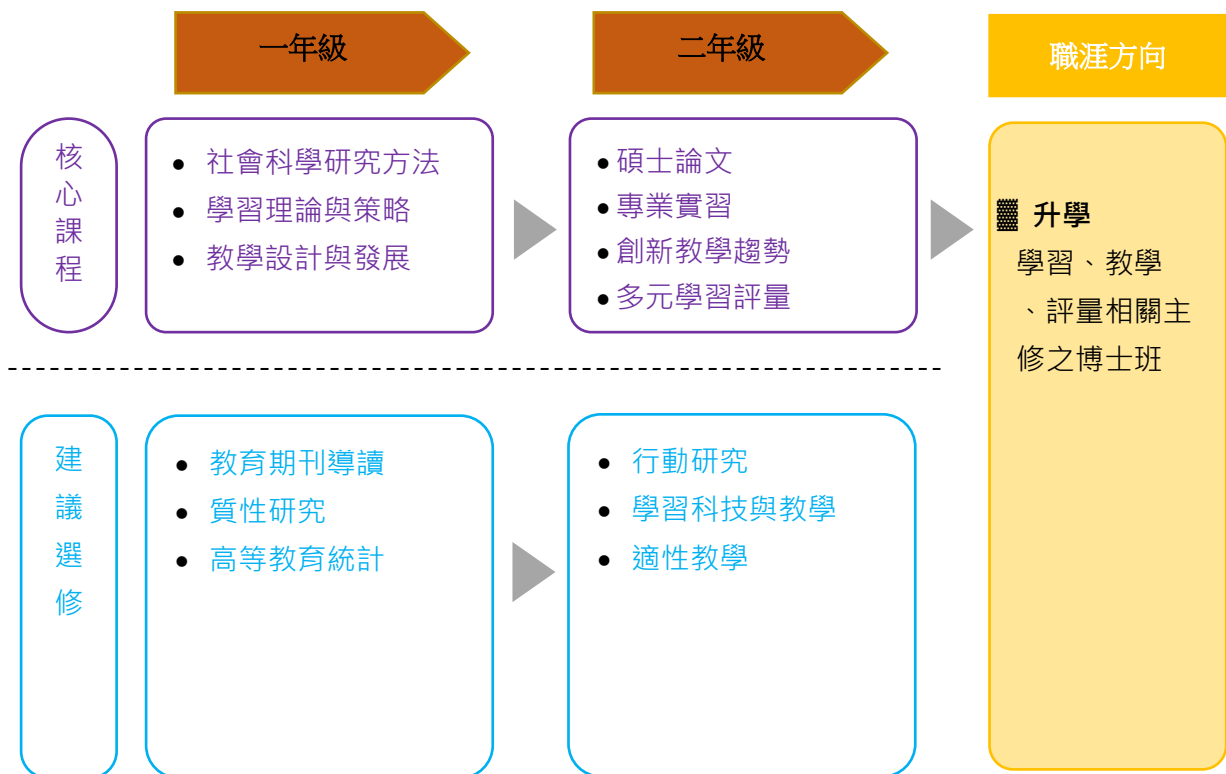 一年級
二年級
職涯方向
核
心
課
程
• 社會科學研究方法
• 學習理論與策略
• 教學設計與發展
• 碩士論文
• 專業實習
• 創新教學趨勢
• 多元學習評量
▓ 升學
學習、教學
、評量相關主
修之博士班
建
議
選
修
• 教育期刊導讀
• 質性研究
• 高等教育統計
• 行動研究
• 學習科技與教學
• 適性教學